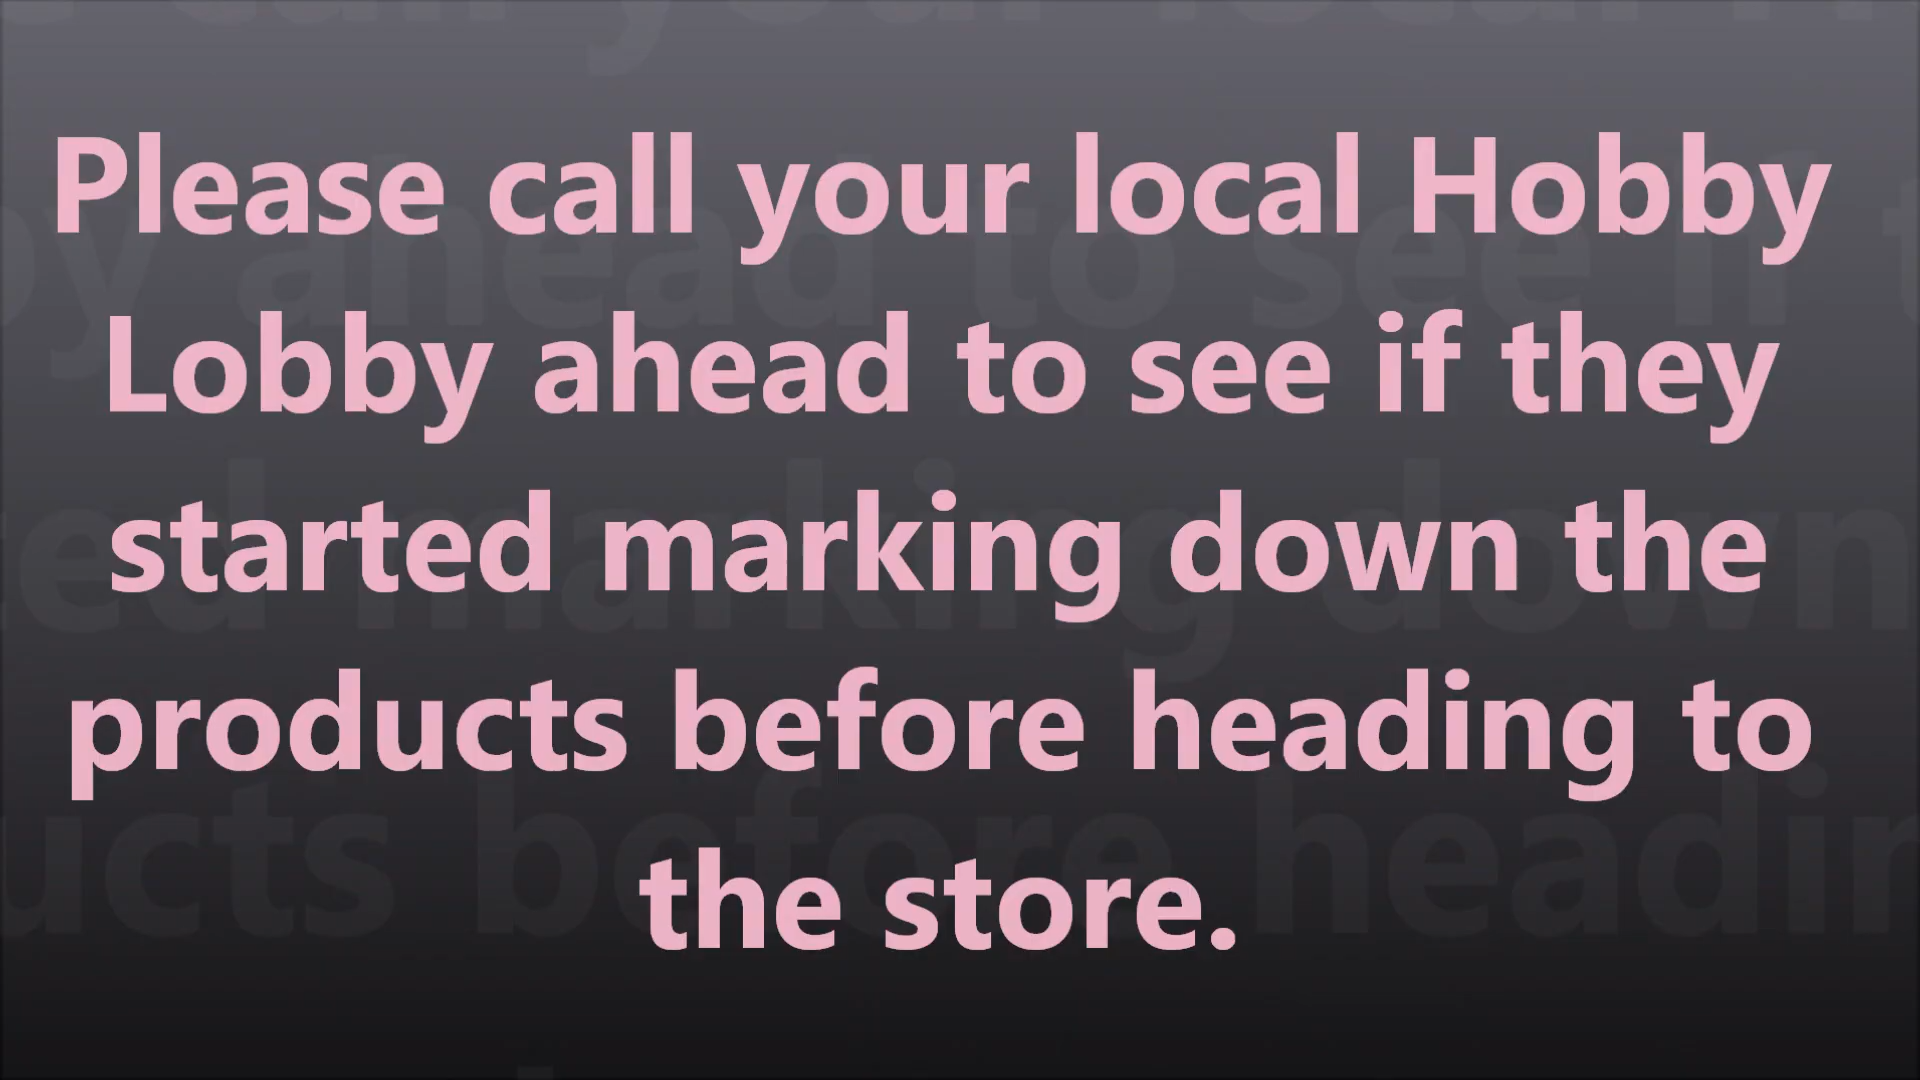 Please call your local Hobby
Lobby ahead to see if they
started marking down the
products before heading to
the store.